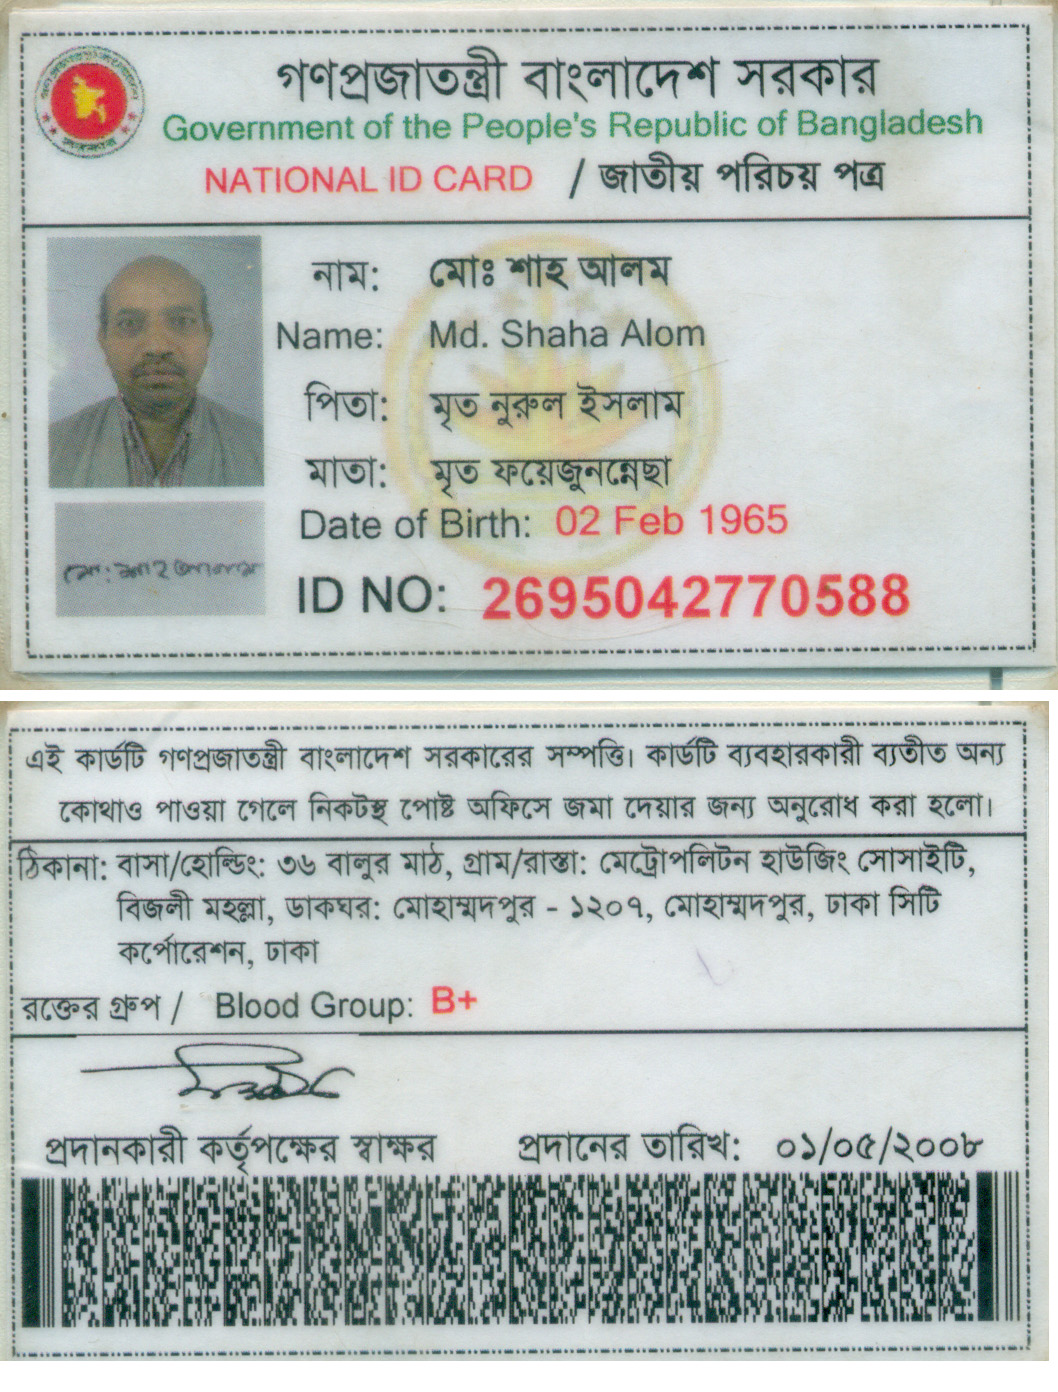 গণপ্রজাতন্ত্রী বাংলাদেশ সরকার
Government of the People's Republic of Bangladesh
NATIONAL ID CARD / জাতীয় পরিচয় পত্র
নাম: মোঃ শাহ আলম
Name: Md. Shaha Alom
পিতা: মৃত নুরুল ইসলাম
মাতা: মৃত ফয়েজুনন্নেছা
Date of Birth: 02 Feb 1965
মো: শাহ আলম
ID NO: 2695042770588
এই কার্ডটি গণপ্রজাতন্ত্রী বাংলাদেশ সরকারের সম্পত্তি। কার্ডটি ব্যবহারকারী ব্যতীত অন্য
কোথাও পাওয়া গেলে নিকটস্থ পোষ্ট অফিসে জমা দেয়ার জন্য অনুরোধ করা হলো।
ঠিকানা: বাসা/হোল্ডিং: ৩৬ বালুর মাঠ, গ্রাম/রাস্তা: মেট্রোপলিটন হাউজিং সোসাইটি,
বিজলী মহল্লা, ডাকঘর: মোহাম্মদপুর - ১২০৭, মোহাম্মদপুর, ঢাকা সিটি
কর্পোরেশন, ঢাকা
রক্তের গ্রুপ / Blood Group: B+
প্রদানকারী কর্তৃপক্ষের স্বাক্ষর প্রদানের তারিখ: ০১/০৫/২০০৮